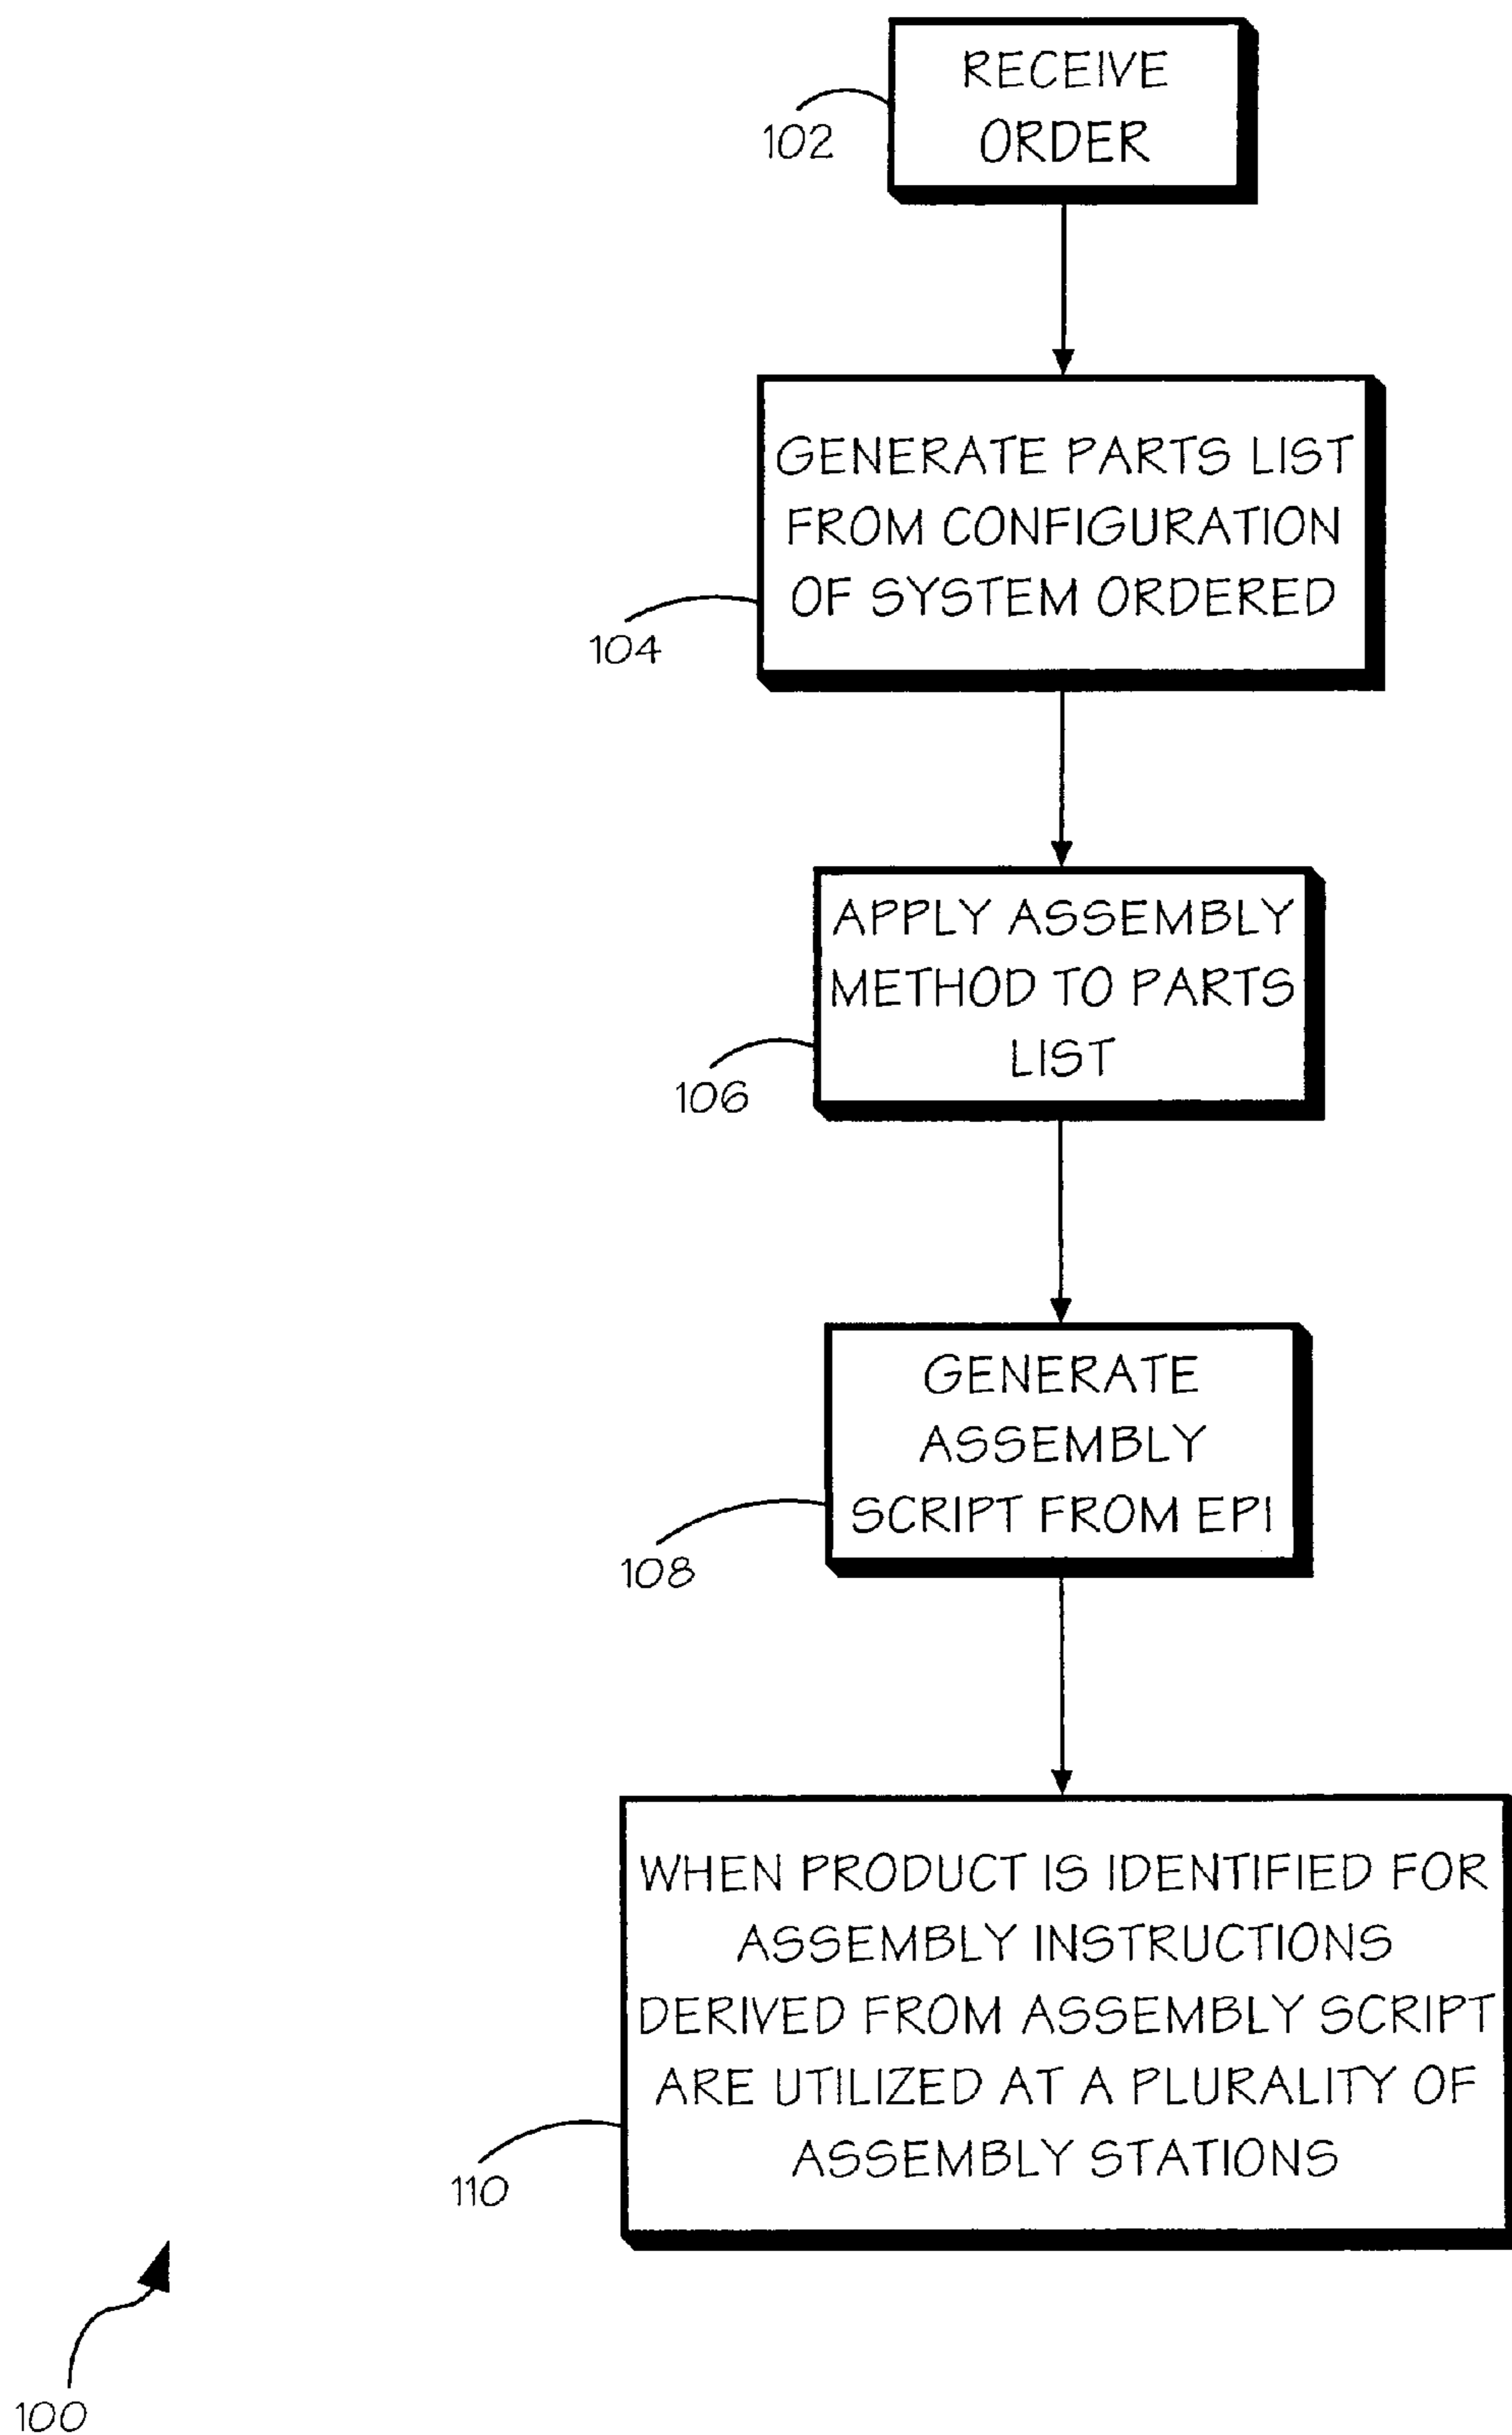 RECEIVE
ORDER
102
GENERATE PARTS LIST
FROM CONFIGURATION
OF SYSTEM ORDERED
104
APPLY ASSEMBLY
METHOD TO PARTS
LIST
106
GENERATE
ASSEMBLY
SCRIPT FROM EPI
108
WHEN PRODUCT IS IDENTIFIED FOR
ASSEMBLY INSTRUCTIONS
DERIVED FROM ASSEMBLY SCRIPT
ARE UTILIZED AT A PLURALITY OF
ASSEMBLY STATIONS
110
100